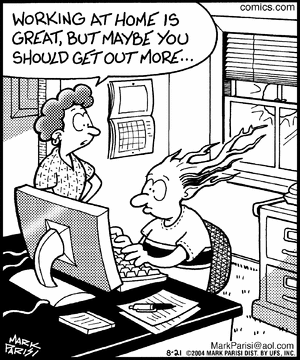 comics.com
WORKING AT HOME IS
GREAT, BUT MAYBE YOU
SHOULD GET OUT MORE...
MARK
PARISI
MarkParisi@aol.com
8-21 ©2004 MARK PARISI DIST. BY UFS, INC.